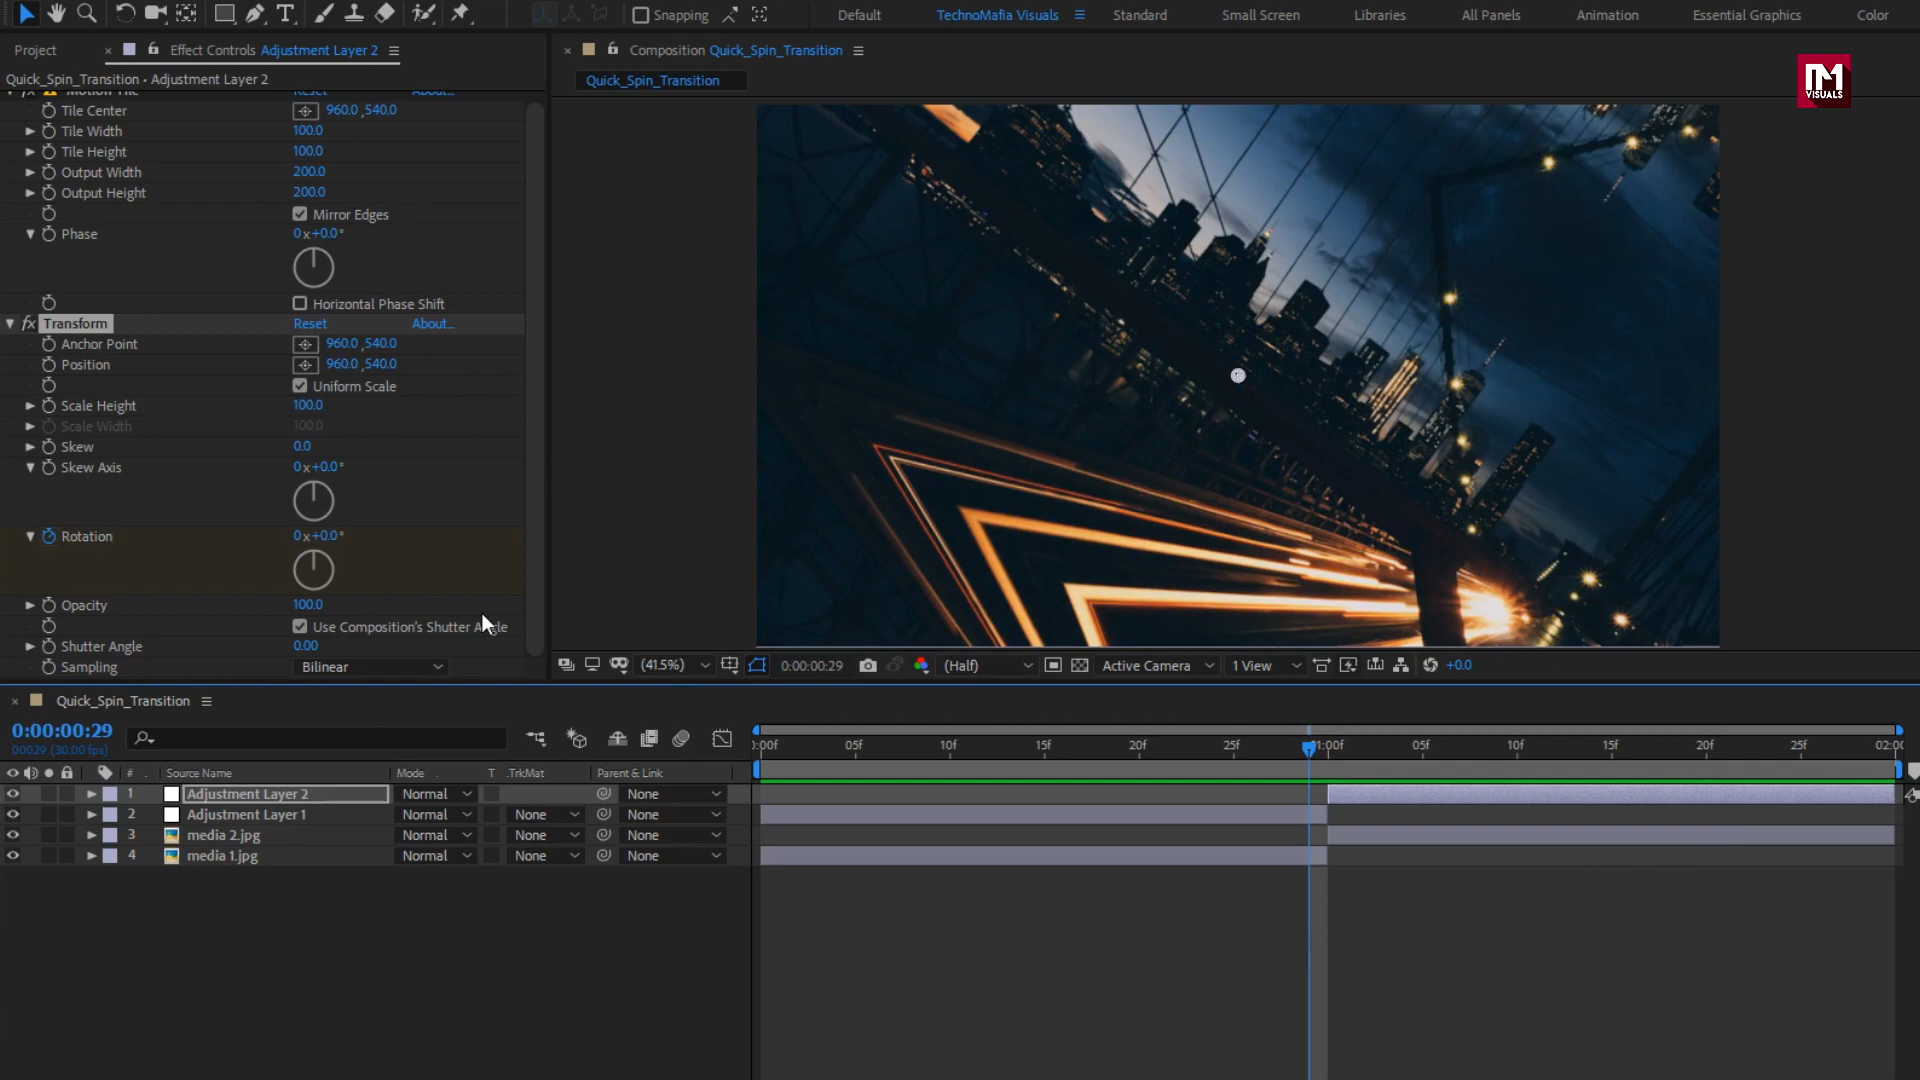 Snapping
Default
TechnoMafia Visuals
Standard
Small Screen
Libraries
All Panels
Animation
Essential Graphics
Color
Project
Effect Controls Adjustment Layer 2
Composition Quick_Spin_Transition
Quick_Spin_Transition • Adjustment Layer 2
Quick_Spin_Transition
M VISUALS
fx Motion Tile Reset About...
Tile Center 960.0 ,540.0
Tile Width 100.0
Tile Height 100.0
Output Width 200.0
Output Height 200.0
Mirror Edges
Phase 0x+0.0°
Horizontal Phase Shift
fx Transform Reset About...
Anchor Point 960.0 ,540.0
Position 960.0 ,540.0
Uniform Scale
Scale Height 100.0
Scale Width 100.0
Skew 0.0
Skew Axis 0x+0.0°
Rotation 0x+0.0°
Opacity 100.0
Use Composition's Shutter Angle
Shutter Angle 0.00
Sampling Bilinear
(41.5%) 0:00:00:29 (Half) Active Camera 1 View +0.0
Quick_Spin_Transition
0:00:00:29
00029 (30.00 fps)
:00f 05f 10f 15f 20f 25f 01:00f 05f 10f 15f 20f 25f 02:00
# Source Name Mode T .TrkMat Parent & Link
1 Adjustment Layer 2 Normal None
2 Adjustment Layer 1 Normal None None
3 media 2.jpg Normal None None
4 media 1.jpg Normal None None